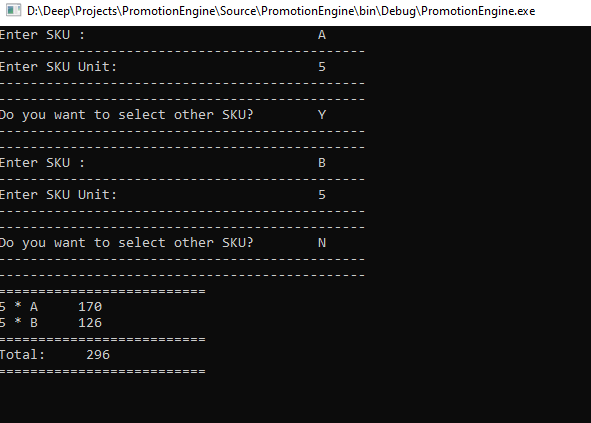 D:\Deep\Projects\PromotionEngine\Source\PromotionEngine\bin\Debug\PromotionEngine.exe
Enter SKU :                             A
----------------------------------------------
Enter SKU Unit:                         5
----------------------------------------------
----------------------------------------------
Do you want to select other SKU?        Y
----------------------------------------------
----------------------------------------------
Enter SKU :                             B
----------------------------------------------
Enter SKU Unit:                         5
----------------------------------------------
----------------------------------------------
Do you want to select other SKU?        N
----------------------------------------------
----------------------------------------------
==========================
5 * A     170
5 * B     126
==========================
Total:     296
==========================